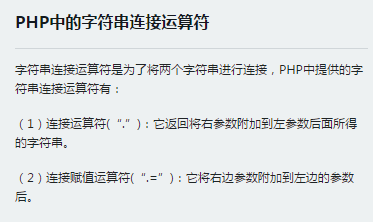 PHP中的字符串连接运算符
字符串连接运算符是为了将两个字符串进行连接，PHP中提供的字
符串连接运算符有：
（1）连接运算符(“.”)：它返回将右参数附加到左参数后面所得
的字符串。
（2）连接赋值运算符(“.=”)：它将右边参数附加到左边的参数
后。